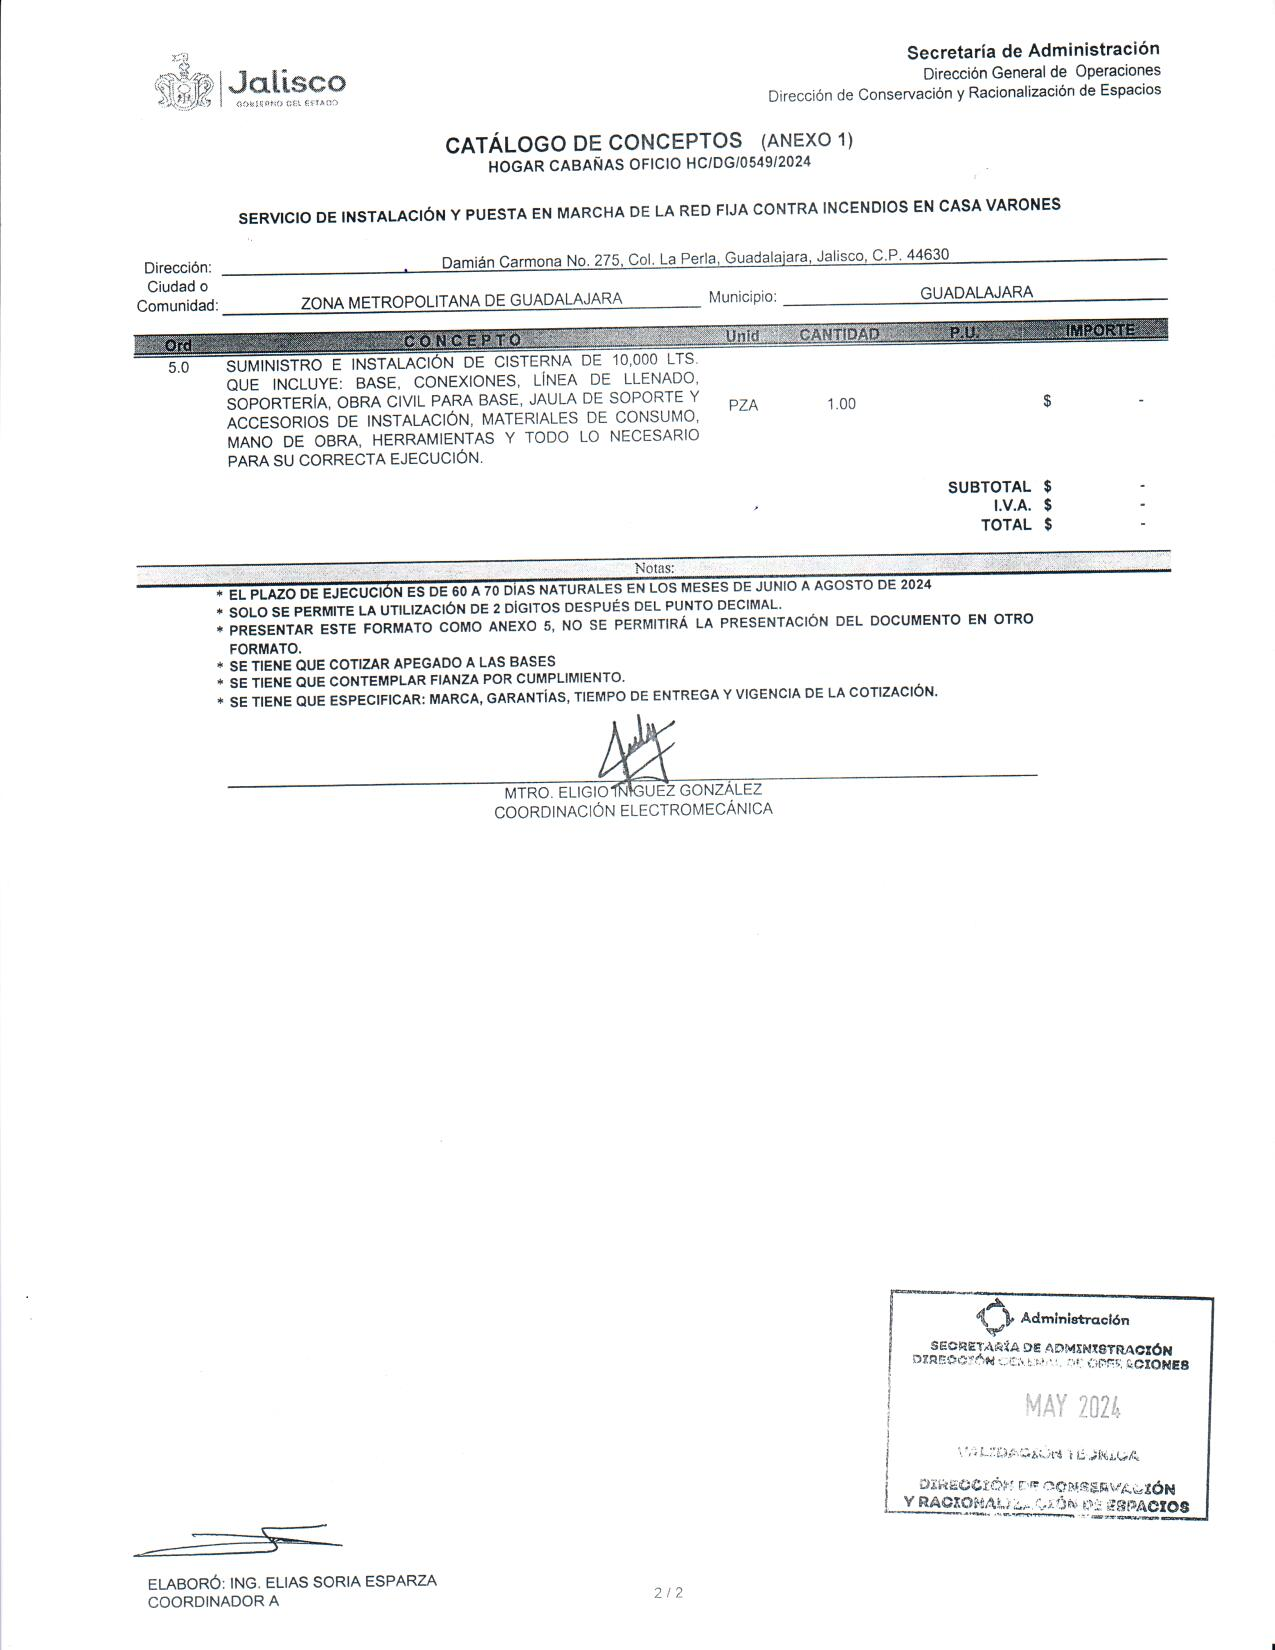 Jalisco
GOBIERNO DEL ESTADO
Secretaría de Administración
Dirección General de Operaciones
Dirección de Conservación y Racionalización de Espacios
CATÁLOGO DE CONCEPTOS (ANEXO 1)
HOGAR CABAÑAS OFICIO HC/DG/0549/2024
SERVICIO DE INSTALACIÓN Y PUESTA EN MARCHA DE LA RED FIJA CONTRA INCENDIOS EN CASA VARONES
Dirección: Damián Carmona No. 275, Col. La Perla, Guadalajara, Jalisco, C.P. 44630
Ciudad o
Comunidad: ZONA METROPOLITANA DE GUADALAJARA Municipio: GUADALAJARA
Ord CONCEPTO Unid CANTIDAD P.U. IMPORTE
5.0 SUMINISTRO E INSTALACIÓN DE CISTERNA DE 10,000 LTS.
QUE INCLUYE: BASE, CONEXIONES, LÍNEA DE LLENADO,
SOPORTERÍA, OBRA CIVIL PARA BASE, JAULA DE SOPORTE Y PZA 1.00 $ -
ACCESORIOS DE INSTALACIÓN, MATERIALES DE CONSUMO,
MANO DE OBRA, HERRAMIENTAS Y TODO LO NECESARIO
PARA SU CORRECTA EJECUCIÓN.
SUBTOTAL $ -
I.V.A. $ -
TOTAL $ -
Notas:
* EL PLAZO DE EJECUCIÓN ES DE 60 A 70 DÍAS NATURALES EN LOS MESES DE JUNIO A AGOSTO DE 2024
* SOLO SE PERMITE LA UTILIZACIÓN DE 2 DÍGITOS DESPUÉS DEL PUNTO DECIMAL.
* PRESENTAR ESTE FORMATO COMO ANEXO 5, NO SE PERMITIRÁ LA PRESENTACIÓN DEL DOCUMENTO EN OTRO
FORMATO.
* SE TIENE QUE COTIZAR APEGADO A LAS BASES
* SE TIENE QUE CONTEMPLAR FIANZA POR CUMPLIMIENTO.
* SE TIENE QUE ESPECIFICAR: MARCA, GARANTÍAS, TIEMPO DE ENTREGA Y VIGENCIA DE LA COTIZACIÓN.
MTRO. ELIGIO IÑIGUEZ GONZÁLEZ
COORDINACIÓN ELECTROMECÁNICA
Administración
SECRETARÍA DE ADMINISTRACIÓN
DIRECCIÓN GENERAL DE OPERACIONES
MAY 2024
VALIDACIÓN TÉCNICA
DIRECCIÓN DE CONSERVACIÓN
Y RACIONALIZACIÓN DE ESPACIOS
ELABORÓ: ING. ELIAS SORIA ESPARZA
COORDINADOR A
2 / 2